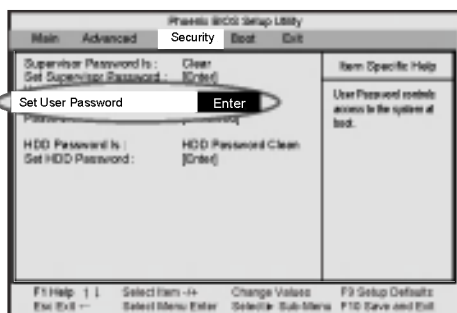 Phoenix BIOS Setup Utility
Main Advanced Security Boot Exit
Supervisor Password Is : Clear
Set Supervisor Password : [Enter]
Set User Password Enter
HDD Password Is : HDD Password Clean
Set HDD Password : [Enter]
Item Specific Help
User Password controls
access to the system at
boot.
F1 Help ↑↓ Select Item -/+ Change Values F9 Setup Defaults
Esc Exit ← Select Menu Enter Select ▶ Sub-Menu F10 Save and Exit